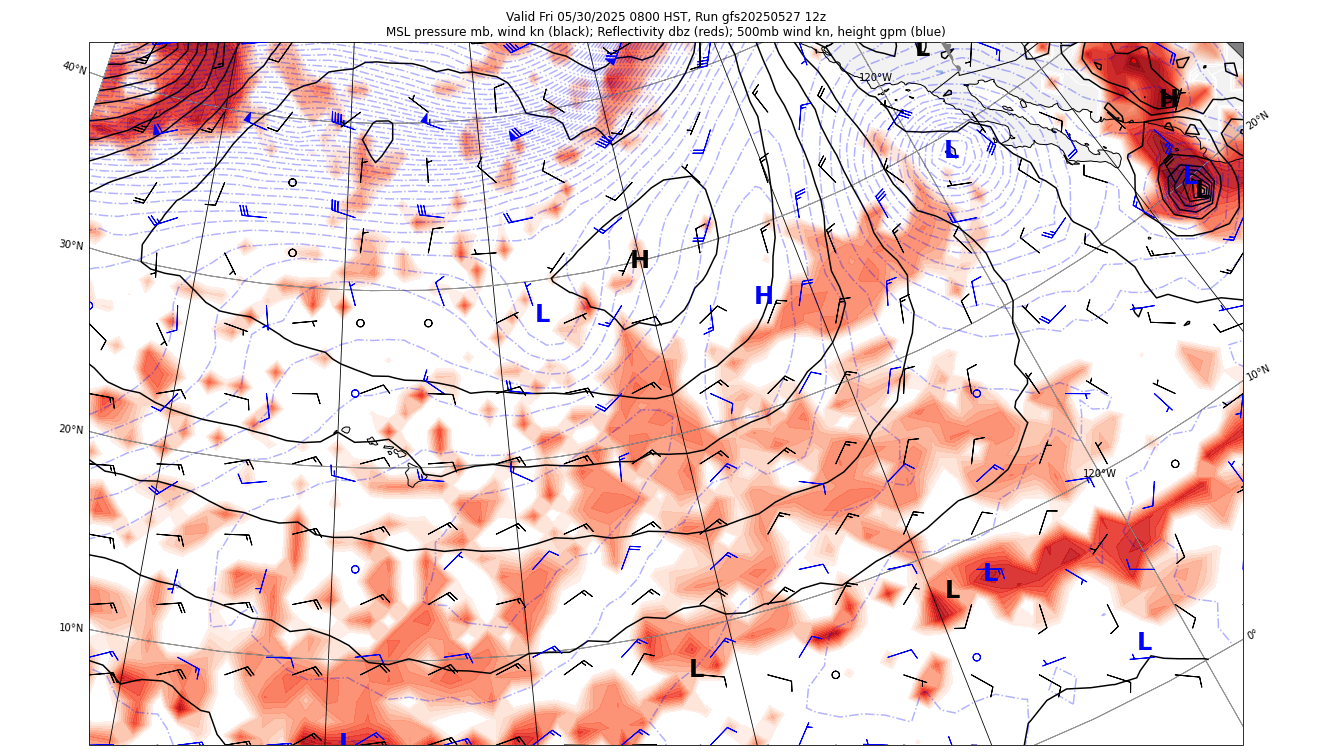 Valid Fri 05/30/2025 0800 HST, Run gfs20250527 12z
MSL pressure mb, wind kn (black); Reflectivity dbz (reds); 500mb wind kn, height gpm (blue)
L
40°N
120°W
H
20°N
L
L
L
30°N
H
H
L
10°N
20°N
120°W
L
L
10°N
0°
L
L
L